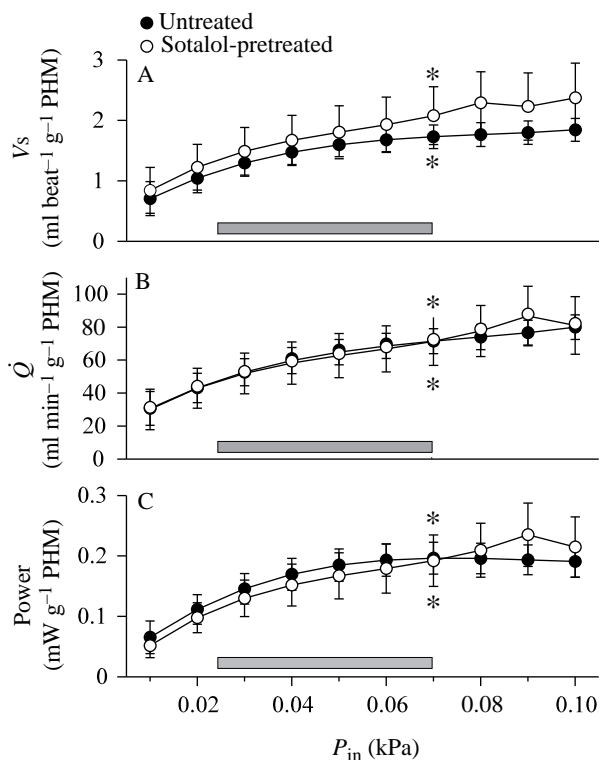 Untreated
Sotalol-pretreated
A
3
2
1
0
Vs
(ml beat⁻¹ g⁻¹ PHM)
*
*
B
100
80
60
40
20
0
Q̇
(ml min⁻¹ g⁻¹ PHM)
*
*
C
0.3
0.2
0.1
0
Power
(mW g⁻¹ PHM)
*
*
0.02 0.04 0.06 0.08 0.10
Pin (kPa)